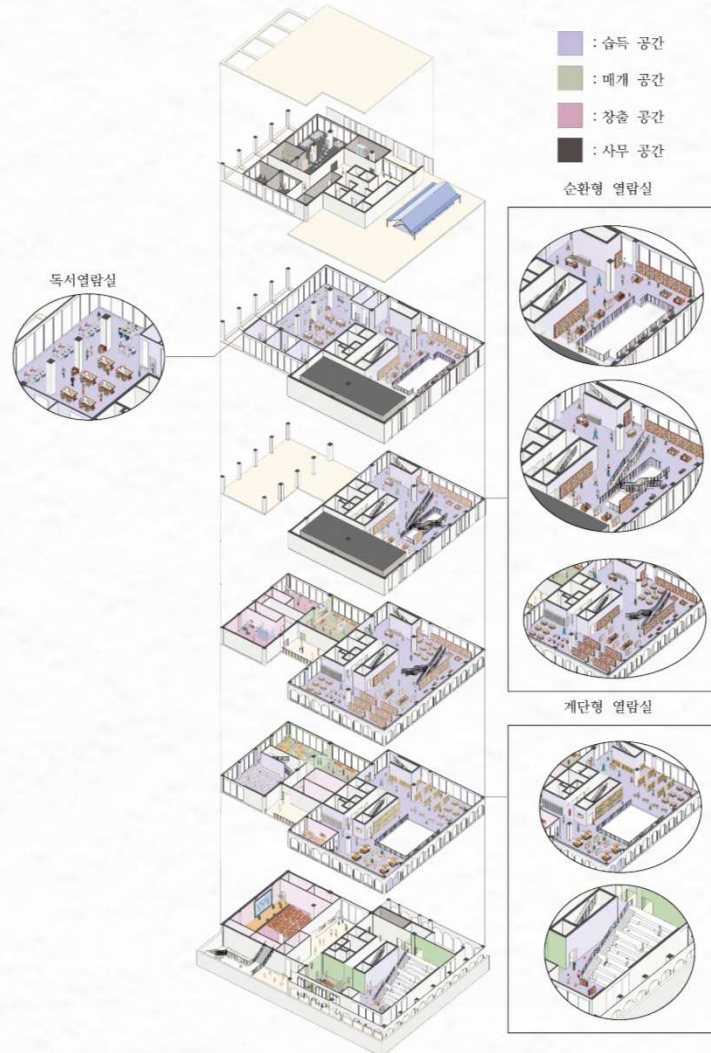 : 습득 공간
: 매개 공간
: 창출 공간
: 사무 공간
순환형 열람실
독서열람실
계단형 열람실